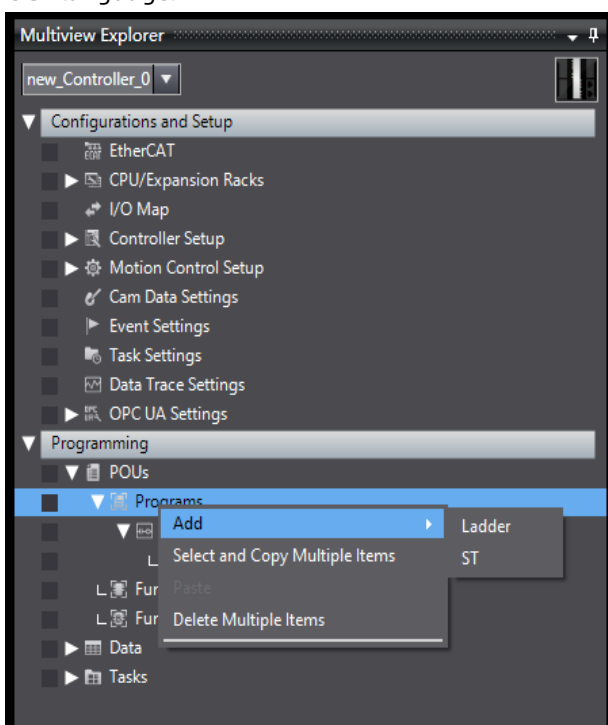 Multiview Explorer
new_Controller_0
Configurations and Setup
EtherCAT
CPU/Expansion Racks
I/O Map
Controller Setup
Motion Control Setup
Cam Data Settings
Event Settings
Task Settings
Data Trace Settings
OPC UA Settings
Programming
POUs
Programs
Add
Ladder
Select and Copy Multiple Items
ST
Fur
Paste
Fur
Delete Multiple Items
Data
Tasks